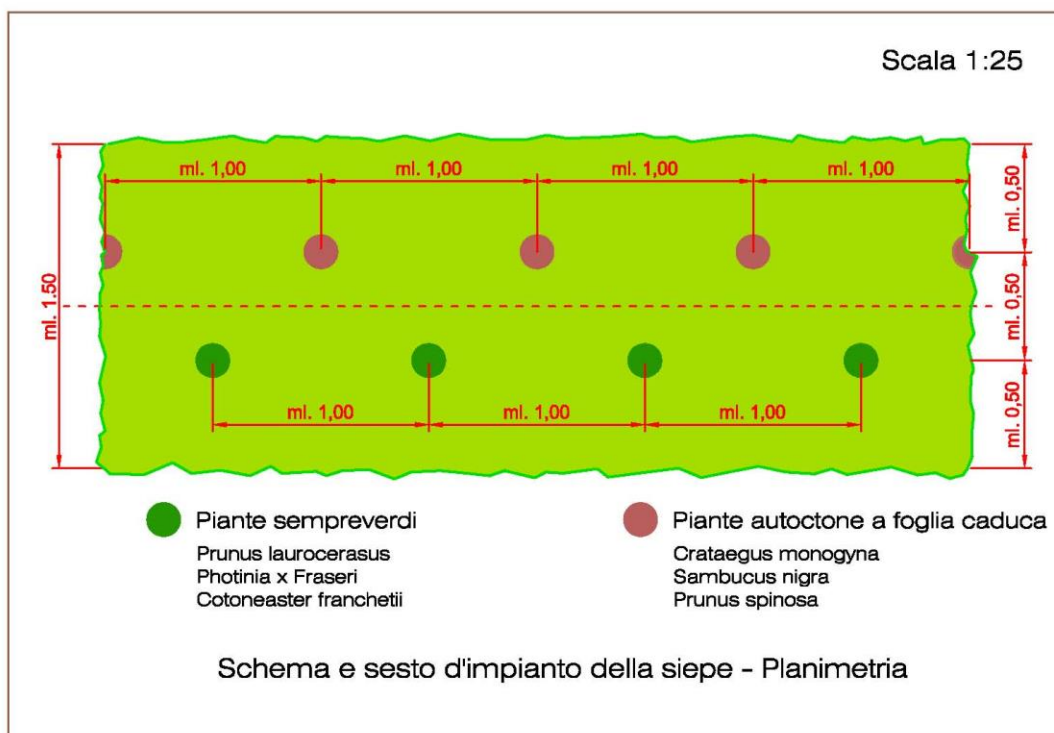 Scala 1:25
ml. 1,00 ml. 1,00 ml. 1,00 ml. 1,00
ml. 0,50
ml. 1.50
ml. 0,50
ml. 1,00 ml. 1,00 ml. 1,00
ml. 0,50
Piante sempreverdi
Prunus laurocerasus
Photinia x Fraseri
Cotoneaster franchetii
Piante autoctone a foglia caduca
Crataegus monogyna
Sambucus nigra
Prunus spinosa
Schema e sesto d'impianto della siepe - Planimetria